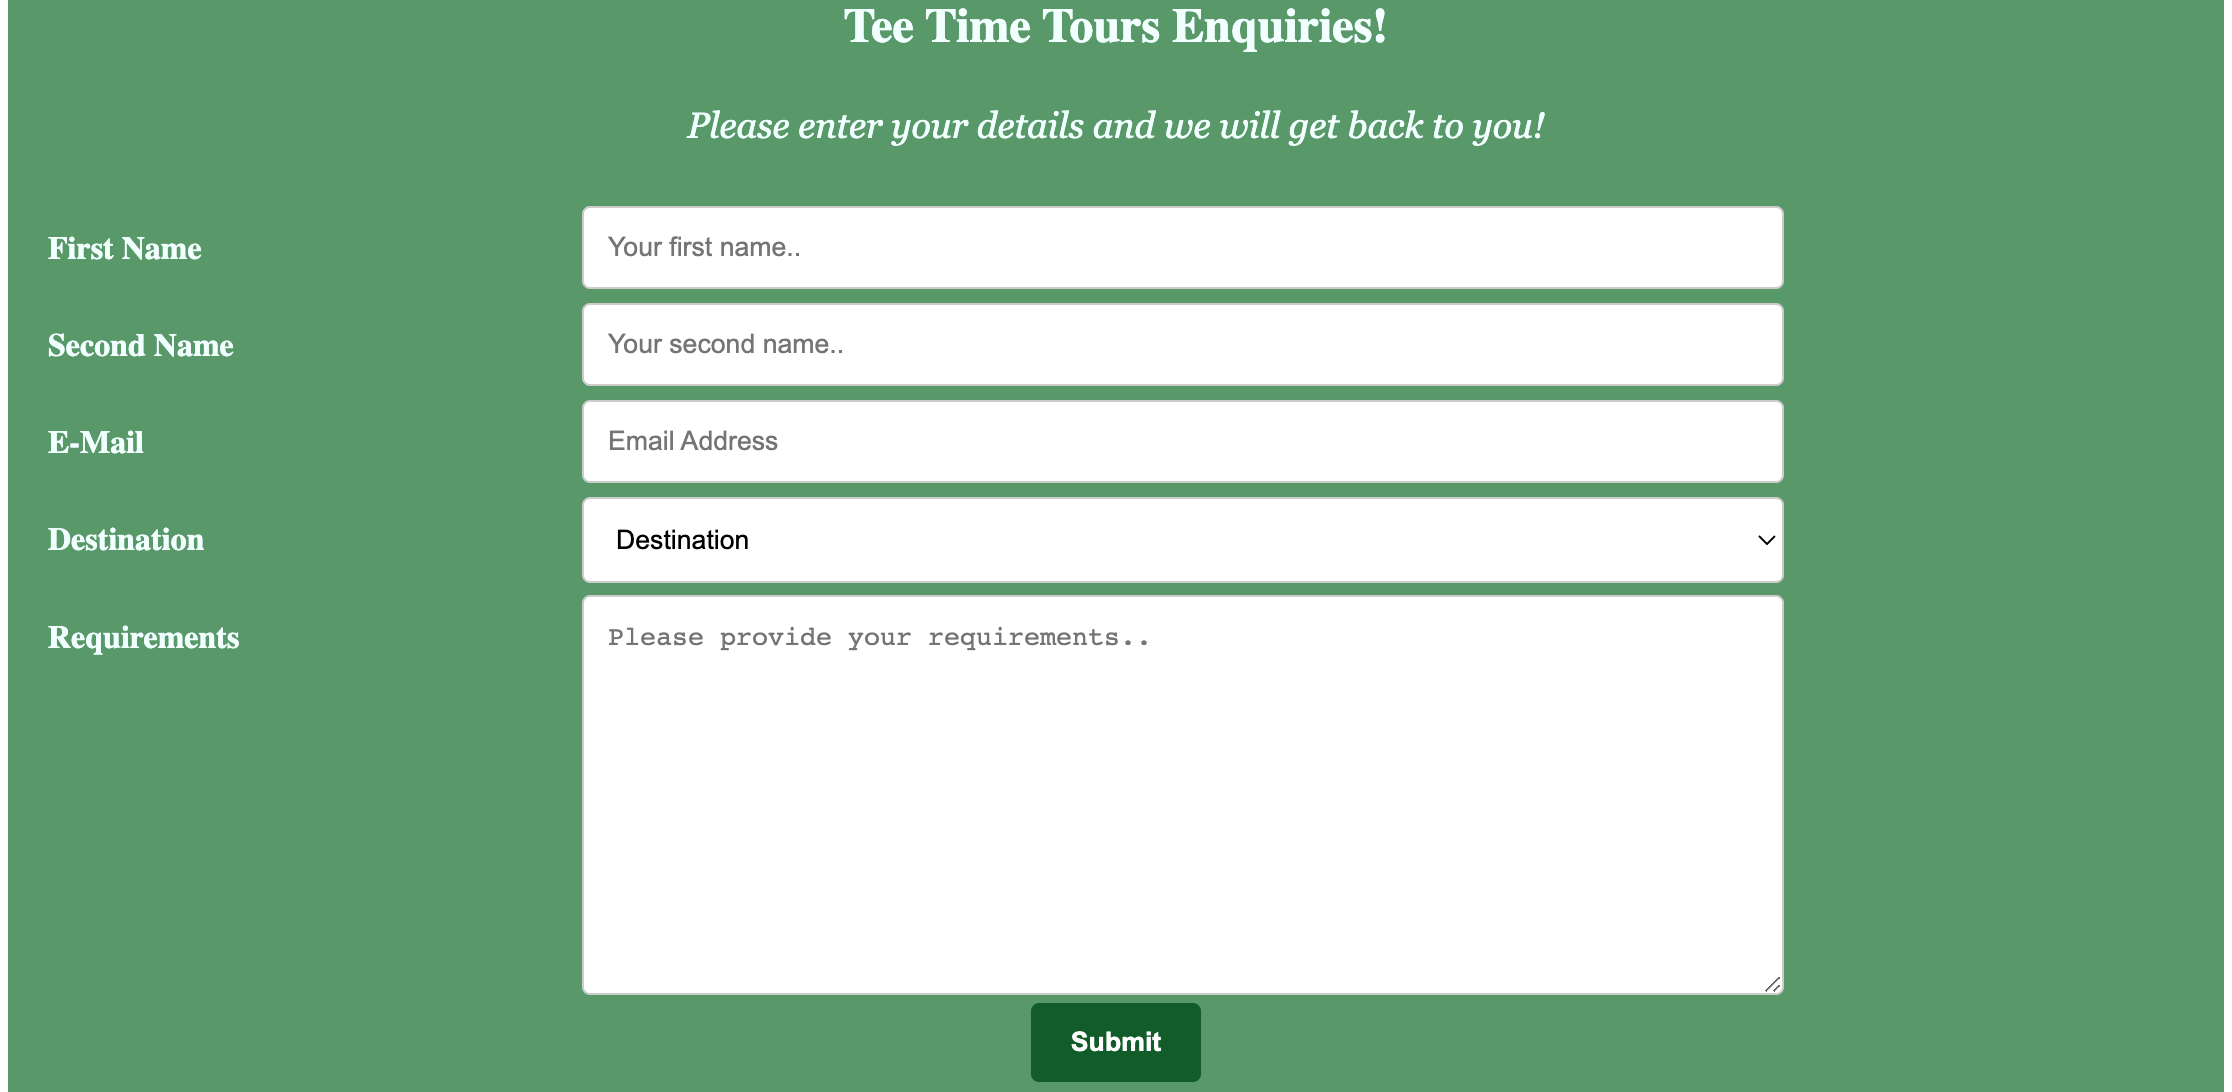 Tee Time Tours Enquiries!
Please enter your details and we will get back to you!
First Name
Your first name..
Second Name
Your second name..
E-Mail
Email Address
Destination
Destination
Requirements
Please provide your requirements..
Submit